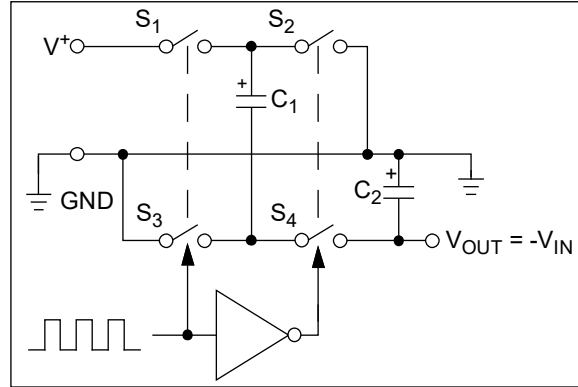 S1 S2
V+
+ C1
+
GND C2
S3 S4
VOUT = -VIN